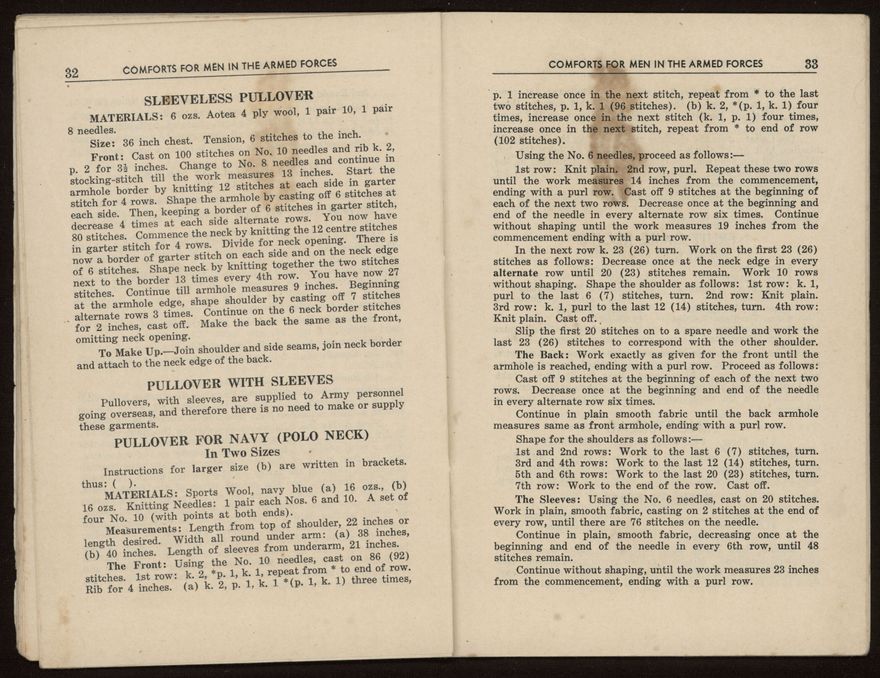 32
COMFORTS FOR MEN IN THE ARMED FORCES
SLEEVELESS PULLOVER
MATERIALS: 6 ozs. Aotea 4 ply wool, 1 pair 10, 1 pair
8 needles.
Size: 36 inch chest. Tension, 6 stitches to the inch.
Front: Cast on 100 stitches on No. 10 needles and rib k. 2,
p. 2 for 3½ inches. Change to No. 8 needles and continue in
stocking-stitch till the work measures 13 inches. Start the
armhole border by knitting 12 stitches at each side in garter
stitch for 4 rows. Shape the armhole by casting off 6 stitches at
each side. Then, keeping a border of 6 stitches in garter stitch,
decrease 4 times at each side alternate rows. You now have
80 stitches. Commence the neck by knitting the 12 centre stitches
in garter stitch for 4 rows. Divide for neck opening. There is
now a border of garter stitch on each side and on the neck edge
of 6 stitches. Shape neck by knitting together the two stitches
next to the border 13 times every 4th row. You have now 27
stitches. Continue till armhole measures 9 inches. Beginning
at the armhole edge, shape shoulder by casting off 7 stitches
alternate rows 3 times. Continue on the 6 neck border stitches
for 2 inches, cast off. Make the back the same as the front,
omitting neck opening.
To Make Up.—Join shoulder and side seams, join neck border
and attach to the neck edge of the back.
PULLOVER WITH SLEEVES
Pullovers, with sleeves, are supplied to Army personnel
going overseas, and therefore there is no need to make or supply
these garments.
PULLOVER FOR NAVY (POLO NECK)
In Two Sizes
Instructions for larger size (b) are written in brackets.
thus: ( ).
MATERIALS: Sports Wool, navy blue (a) 16 ozs., (b)
16 ozs. Knitting Needles: 1 pair each Nos. 6 and 10. A set of
four No. 10 (with points at both ends).
Measurements: Length from top of shoulder, 22 inches or
length desired. Width all round under arm: (a) 38 inches,
(b) 40 inches. Length of sleeves from underarm, 21 inches.
The Front: Using the No. 10 needles, cast on 86 (92)
stitches. 1st row: k. 2, *p. 1, k. 1, repeat from * to end of row.
Rib for 4 inches. (a) k. 2, p. 1, k. 1 *(p. 1, k. 1) three times,
COMFORTS FOR MEN IN THE ARMED FORCES
33
p. 1 increase once in the next stitch, repeat from * to the last
two stitches, p. 1, k. 1 (96 stitches). (b) k. 2, *(p. 1, k. 1) four
times, increase once in the next stitch (k. 1, p. 1) four times,
increase once in the next stitch, repeat from * to end of row
(102 stitches).
Using the No. 6 needles, proceed as follows:—
1st row: Knit plain. 2nd row, purl. Repeat these two rows
until the work measures 14 inches from the commencement,
ending with a purl row. Cast off 9 stitches at the beginning of
each of the next two rows. Decrease once at the beginning and
end of the needle in every alternate row six times. Continue
without shaping until the work measures 19 inches from the
commencement ending with a purl row.
In the next row k. 23 (26) turn. Work on the first 23 (26)
stitches as follows: Decrease once at the neck edge in every
alternate row until 20 (23) stitches remain. Work 10 rows
without shaping. Shape the shoulder as follows: 1st row: k. 1,
purl to the last 6 (7) stitches, turn. 2nd row: Knit plain.
3rd row: k. 1, purl to the last 12 (14) stitches, turn. 4th row:
Knit plain. Cast off.
Slip the first 20 stitches on to a spare needle and work the
last 23 (26) stitches to correspond with the other shoulder.
The Back: Work exactly as given for the front until the
armhole is reached, ending with a purl row. Proceed as follows:
Cast off 9 stitches at the beginning of each of the next two
rows. Decrease once at the beginning and end of the needle
in every alternate row six times.
Continue in plain smooth fabric until the back armhole
measures same as front armhole, ending with a purl row.
Shape for the shoulders as follows:—
1st and 2nd rows: Work to the last 6 (7) stitches, turn.
3rd and 4th rows: Work to the last 12 (14) stitches, turn.
5th and 6th rows: Work to the last 20 (23) stitches, turn.
7th row: Work to the end of the row. Cast off.
The Sleeves: Using the No. 6 needles, cast on 20 stitches.
Work in plain, smooth fabric, casting on 2 stitches at the end of
every row, until there are 76 stitches on the needle.
Continue in plain, smooth fabric, decreasing once at the
beginning and end of the needle in every 6th row, until 48
stitches remain.
Continue without shaping, until the work measures 23 inches
from the commencement, ending with a purl row.